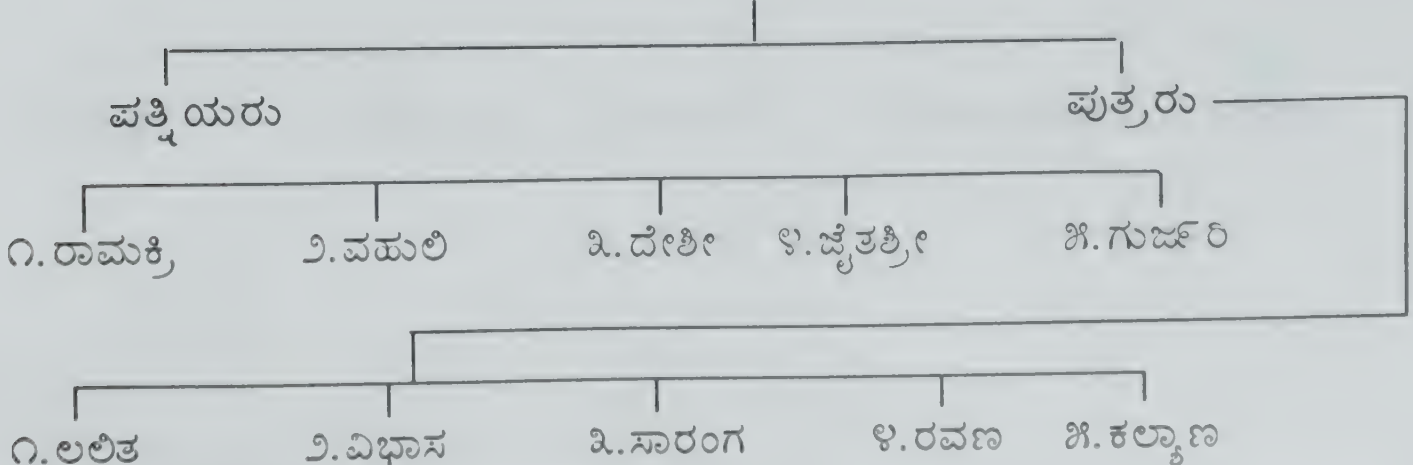 ಪತ್ನಿಯರು ಪುತ್ರರು
೧.ರಾಮಕ್ರಿ ೨.ವಹುಲಿ ೩.ದೇಶೀ ೪.ಜೈತಶ್ರೀ ೫.ಗುರ್ಜರಿ
೧.ಲಲಿತ ೨.ವಿಭಾಸ ೩.ಸಾರಂಗ ೪.ರವಣ ೫.ಕಲ್ಯಾಣ